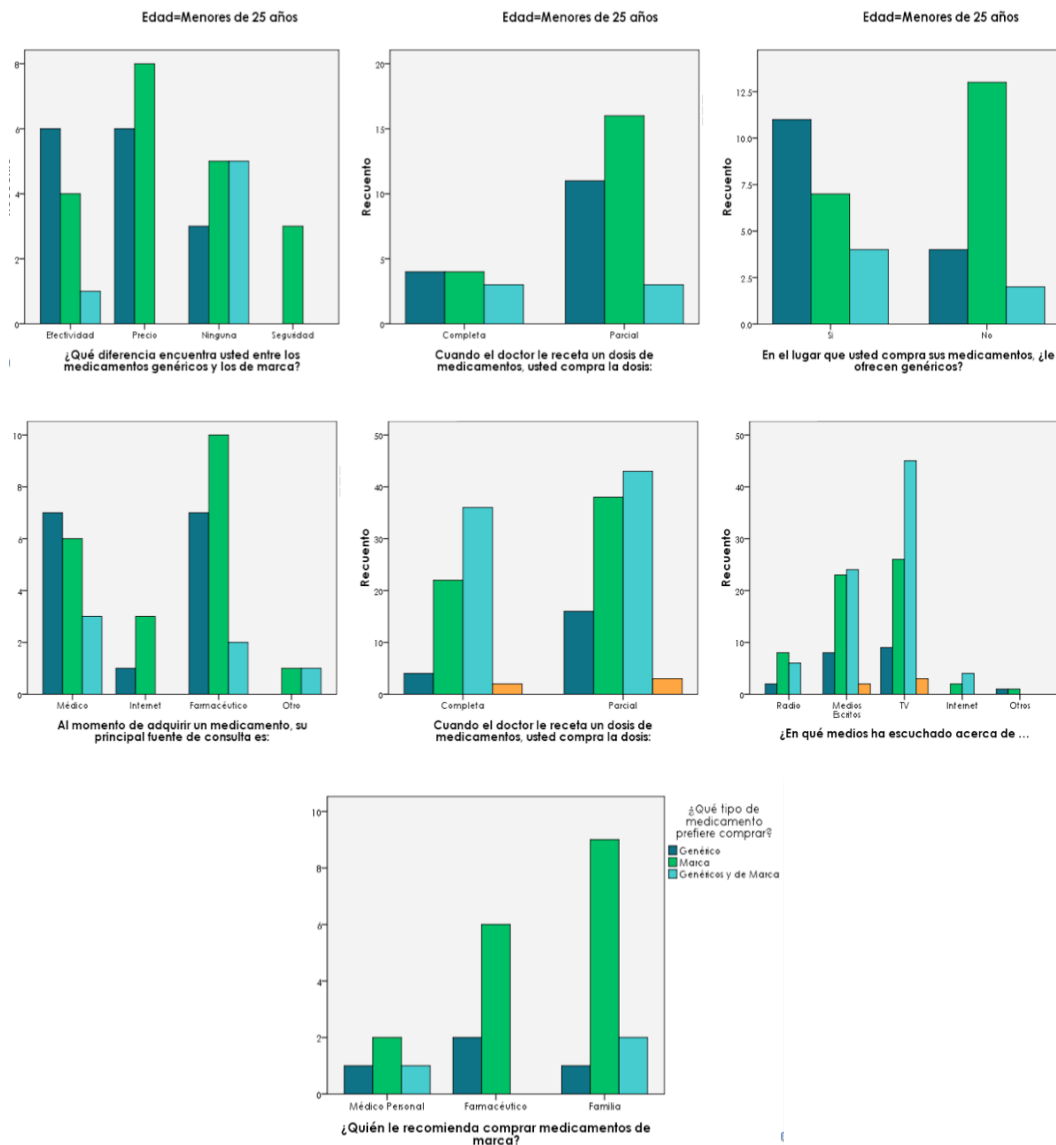 Edad=Menores de 25 años
Edad=Menores de 25 años
Edad=Menores de 25 años
8
6
4
2
0
Efectividad Precio Ninguna Seguridad
¿Qué diferencia encuentra usted entre los
medicamentos genéricos y los de marca?
Recuento
20
15
10
5
0
Completa Parcial
Cuando el doctor le receta un dosis de
medicamentos, usted compra la dosis:
Recuento
12.5
10.0
7.5
5.0
2.5
0.0
Si No
En el lugar que usted compra sus medicamentos, ¿le
ofrecen genéricos?
10
8
6
4
2
0
Médico Internet Farmacéutico Otro
Al momento de adquirir un medicamento, su
principal fuente de consulta es:
Recuento
50
40
30
20
10
0
Completa Parcial
Cuando el doctor le receta un dosis de
medicamentos, usted compra la dosis:
Recuento
50
40
30
20
10
0
Radio Medios Escritos TV Internet Otros
¿En qué medios ha escuchado acerca de ...
10
8
6
4
2
0
Médico Personal Farmacéutico Familia
¿Quién le recomienda comprar medicamentos de
marca?
¿Qué tipo de
medicamento
prefiere comprar?
Genérico
Marca
Genéricos y de Marca